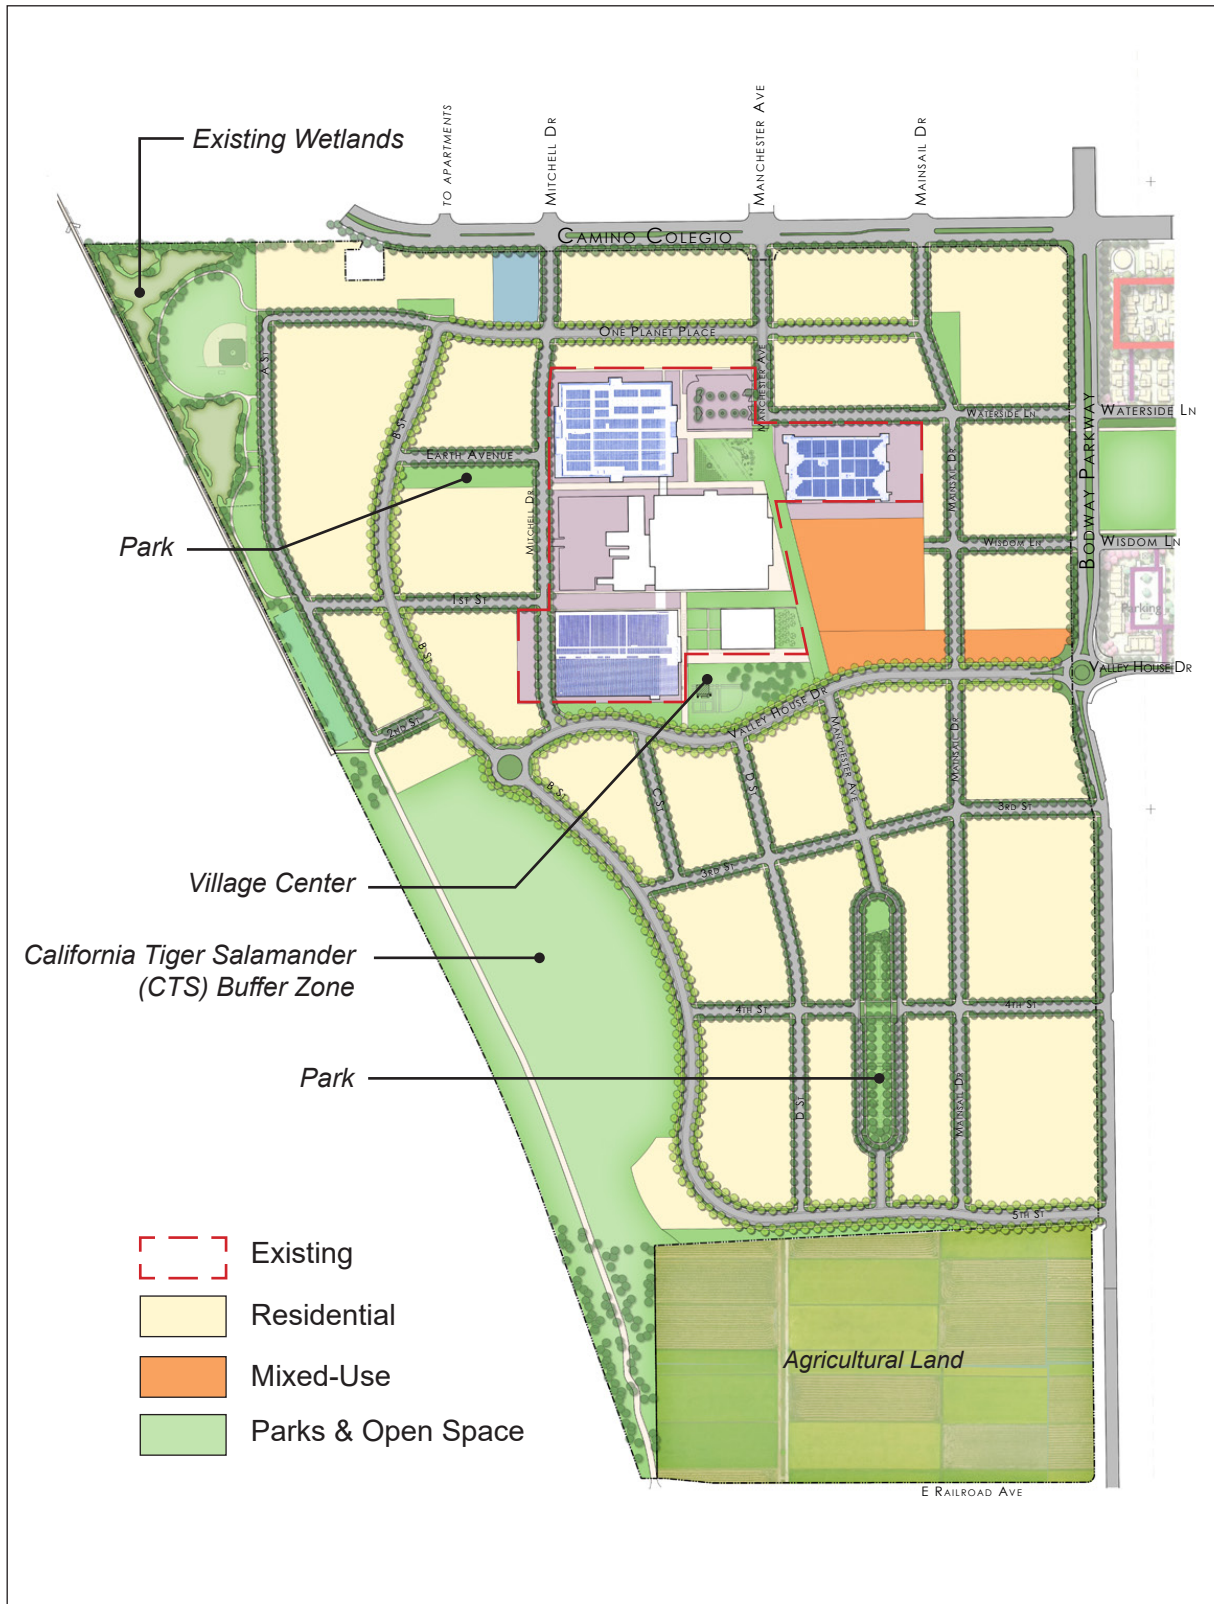 TO APARTMENTS
MITCHELL DR
MANCHESTER AVE
MAINSAIL DR
Existing Wetlands
CAMINO COLEGIO
ONE PLANET PLACE
A ST
MANCHESTER AVE
B ST
WATERSIDE LN
WATERSIDE LN
EARTH AVENUE
MAINSAIL DR
BODWAY PARKWAY
MITCHELL DR
Park
WISDOM LN
WISDOM LN
1ST ST
Parking
B ST
VALLEY HOUSE DR
VALLEY HOUSE DR
2ND ST
MANCHESTER AVE
MAINSAIL DR
B ST
C ST
D ST
3RD ST
3RD ST
Village Center
California Tiger Salamander
(CTS) Buffer Zone
4TH ST
4TH ST
Park
D ST
MAINSAIL DR
5TH ST
Existing
Residential
Agricultural Land
Mixed-Use
Parks & Open Space
E RAILROAD AVE